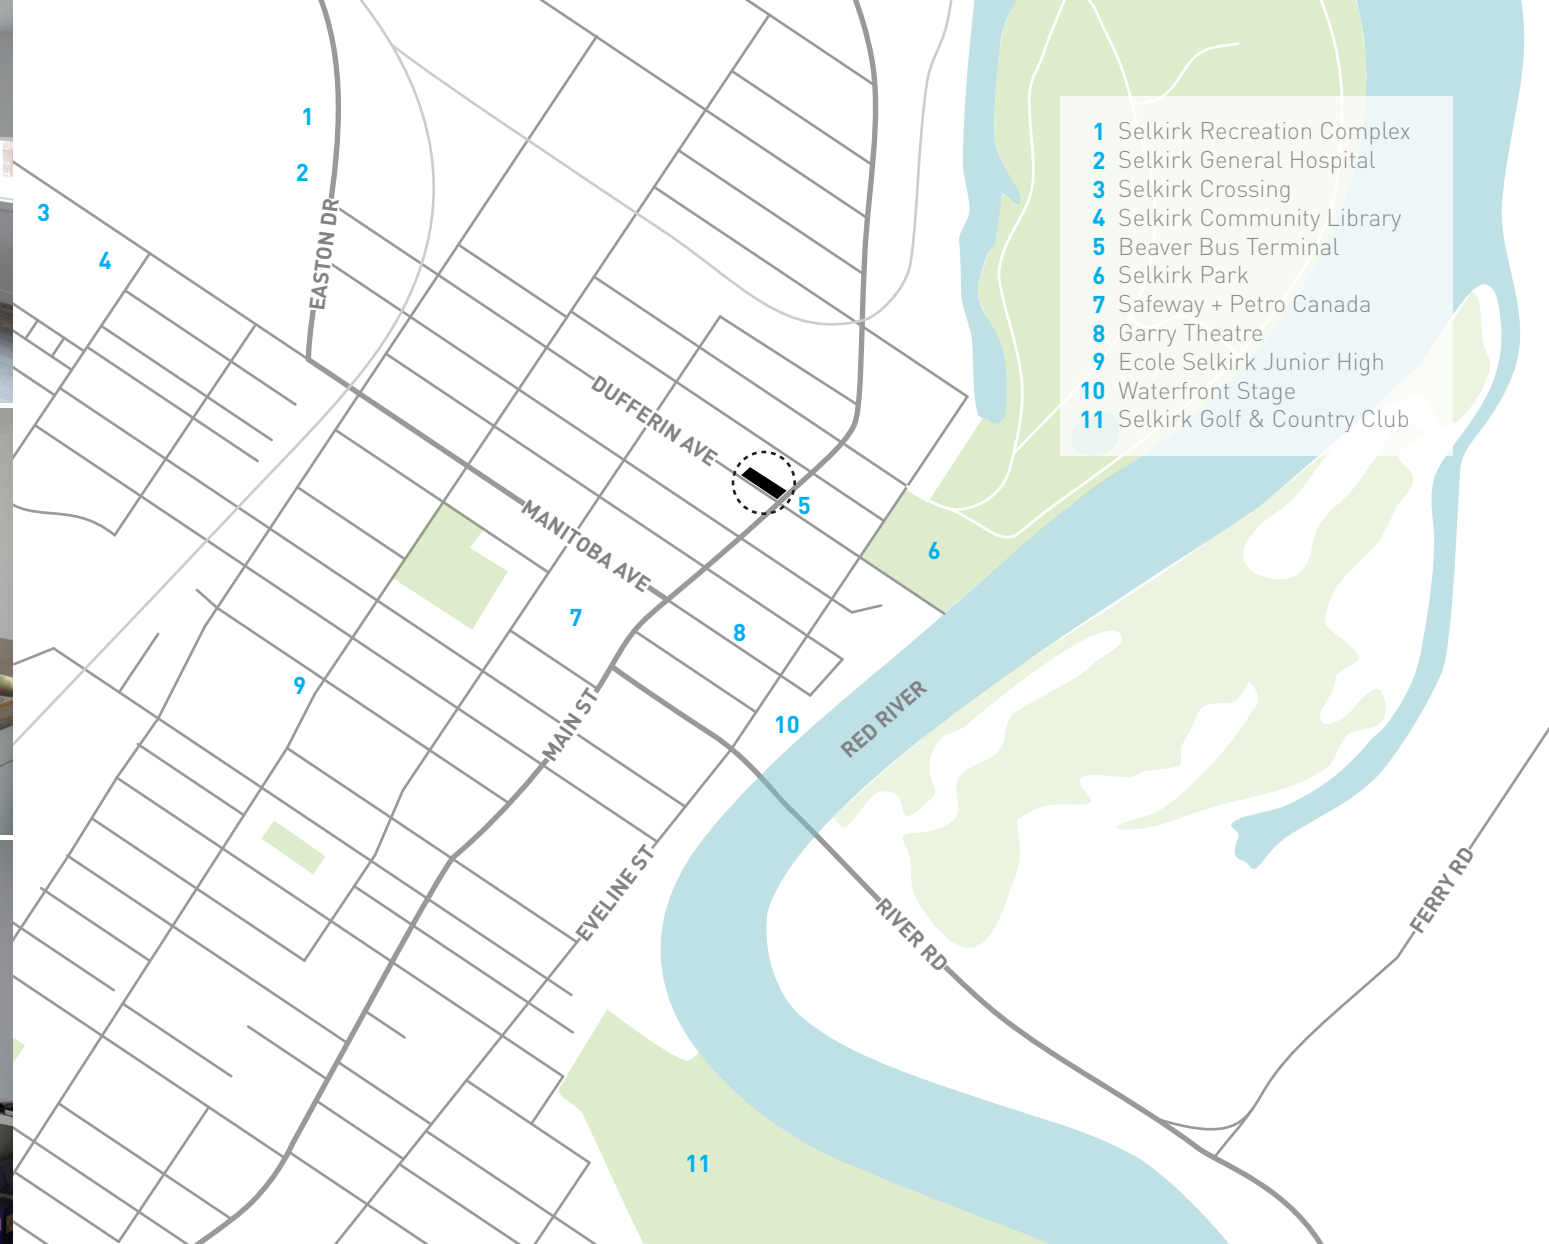 1 Selkirk Recreation Complex
2 Selkirk General Hospital
3 Selkirk Crossing
4 Selkirk Community Library
5 Beaver Bus Terminal
6 Selkirk Park
7 Safeway + Petro Canada
8 Garry Theatre
9 Ecole Selkirk Junior High
10 Waterfront Stage
11 Selkirk Golf & Country Club
1
2
3
EASTON DR
4
DUFFERIN AVE
5
MANITOBA AVE
6
7
8
9
MAIN ST
10
RED RIVER
EVELINE ST
RIVER RD
FERRY RD
11